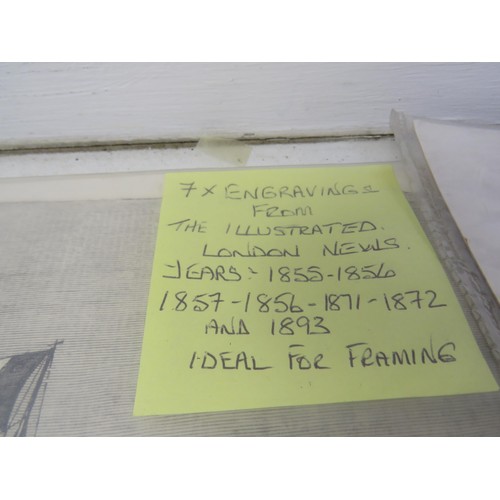 7 x ENGRAVINGS
FROM
THE ILLUSTRATED.
LONDON NEWS.
YEARS:- 1855-1856
1857-1856-1871-1872
AND 1893
IDEAL FOR FRAMING